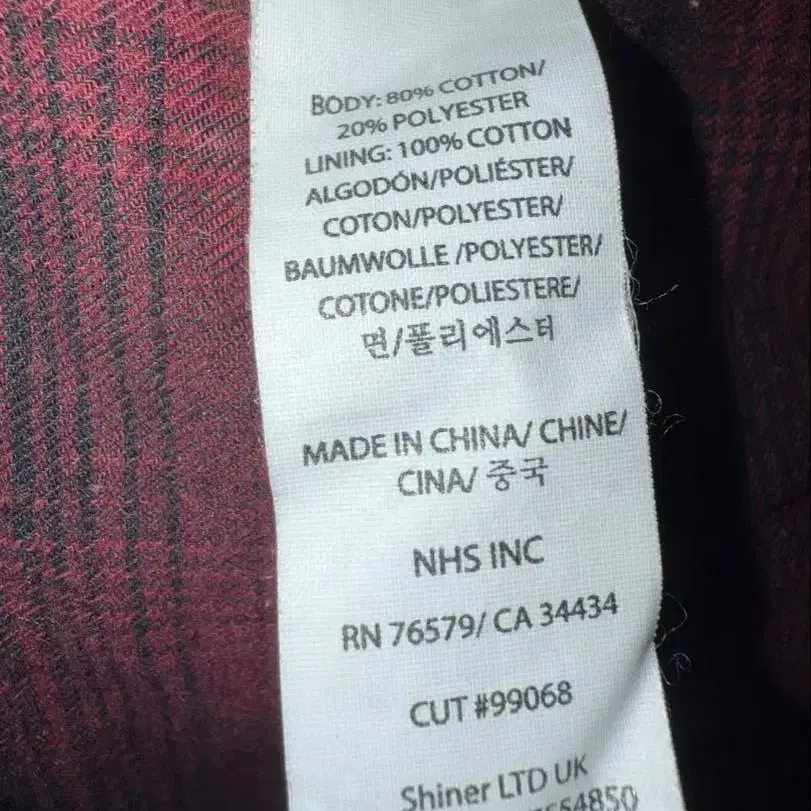 BODY: 80% COTTON/
20% POLYESTER
LINING: 100% COTTON
ALGODÓN/POLIÉSTER/
COTON/POLYESTER/
BAUMWOLLE /POLYESTER/
COTONE/POLIESTERE/
면/폴리에스터
MADE IN CHINA/ CHINE/
CINA/ 중국
NHS INC
RN 76579/ CA 34434
CUT #99068
Shiner LTD UK